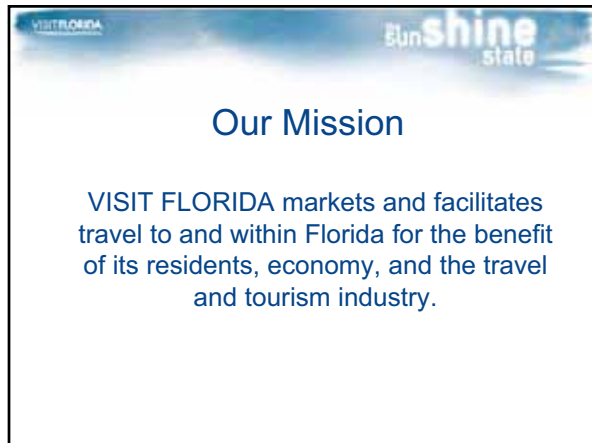 VISITFLORIDA
sunshine
state
Our Mission
VISIT FLORIDA markets and facilitates
travel to and within Florida for the benefit
of its residents, economy, and the travel
and tourism industry.